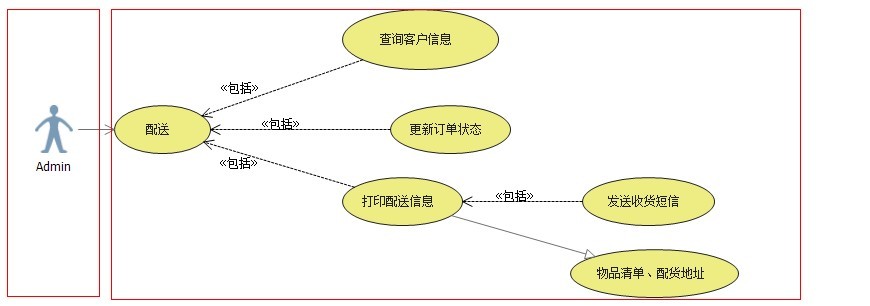 查询客户信息
«包括»
Admin
配送
«包括»
更新订单状态
«包括»
打印配送信息
«包括»
发送收货短信
物品清单、配货地址